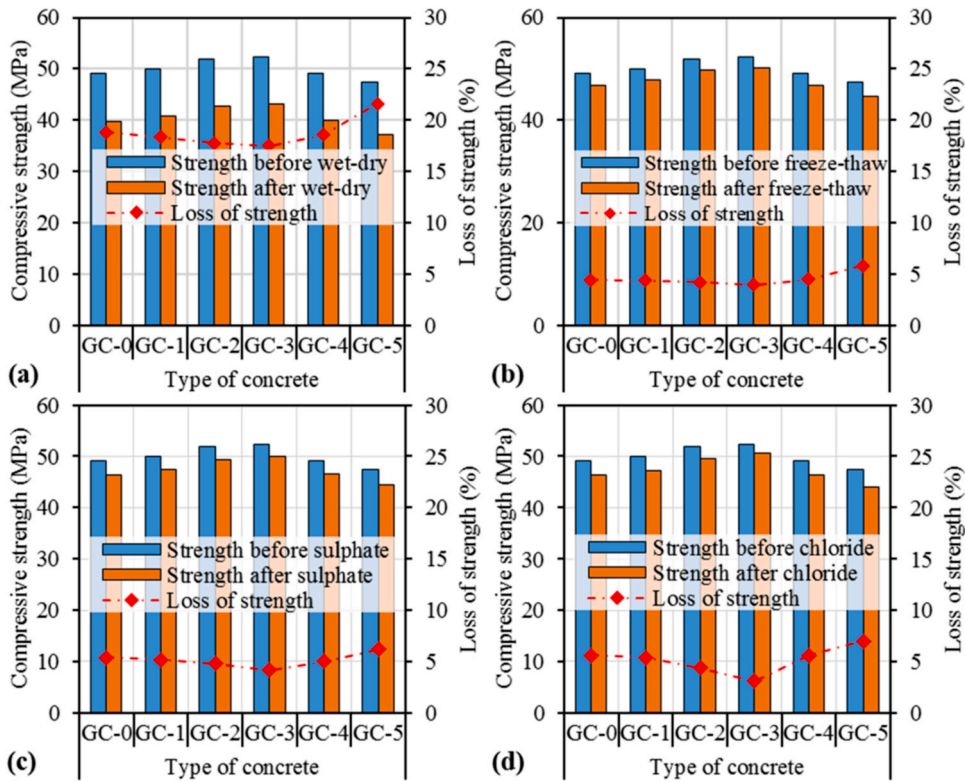 60
50
40
30
20
10
0
Compressive strength (MPa)
30
25
20
15
10
5
0
Loss of strength (%)
Strength before wet-dry
Strength after wet-dry
Loss of strength
GC-0 GC-1 GC-2 GC-3 GC-4 GC-5
(a)
Type of concrete
60
50
40
30
20
10
0
Compressive strength (MPa)
30
25
20
15
10
5
0
Loss of strength (%)
Strength before freeze-thaw
Strength after freeze-thaw
Loss of strength
GC-0 GC-1 GC-2 GC-3 GC-4 GC-5
(b)
Type of concrete
60
50
40
30
20
10
0
Compressive strength (MPa)
30
25
20
15
10
5
0
Loss of strength (%)
Strength before sulphate
Strength after sulphate
Loss of strength
GC-0 GC-1 GC-2 GC-3 GC-4 GC-5
(c)
Type of concrete
60
50
40
30
20
10
0
Compressive strength (MPa)
30
25
20
15
10
5
0
Loss of strength (%)
Strength before chloride
Strength after chloride
Loss of strength
GC-0 GC-1 GC-2 GC-3 GC-4 GC-5
(d)
Type of concrete